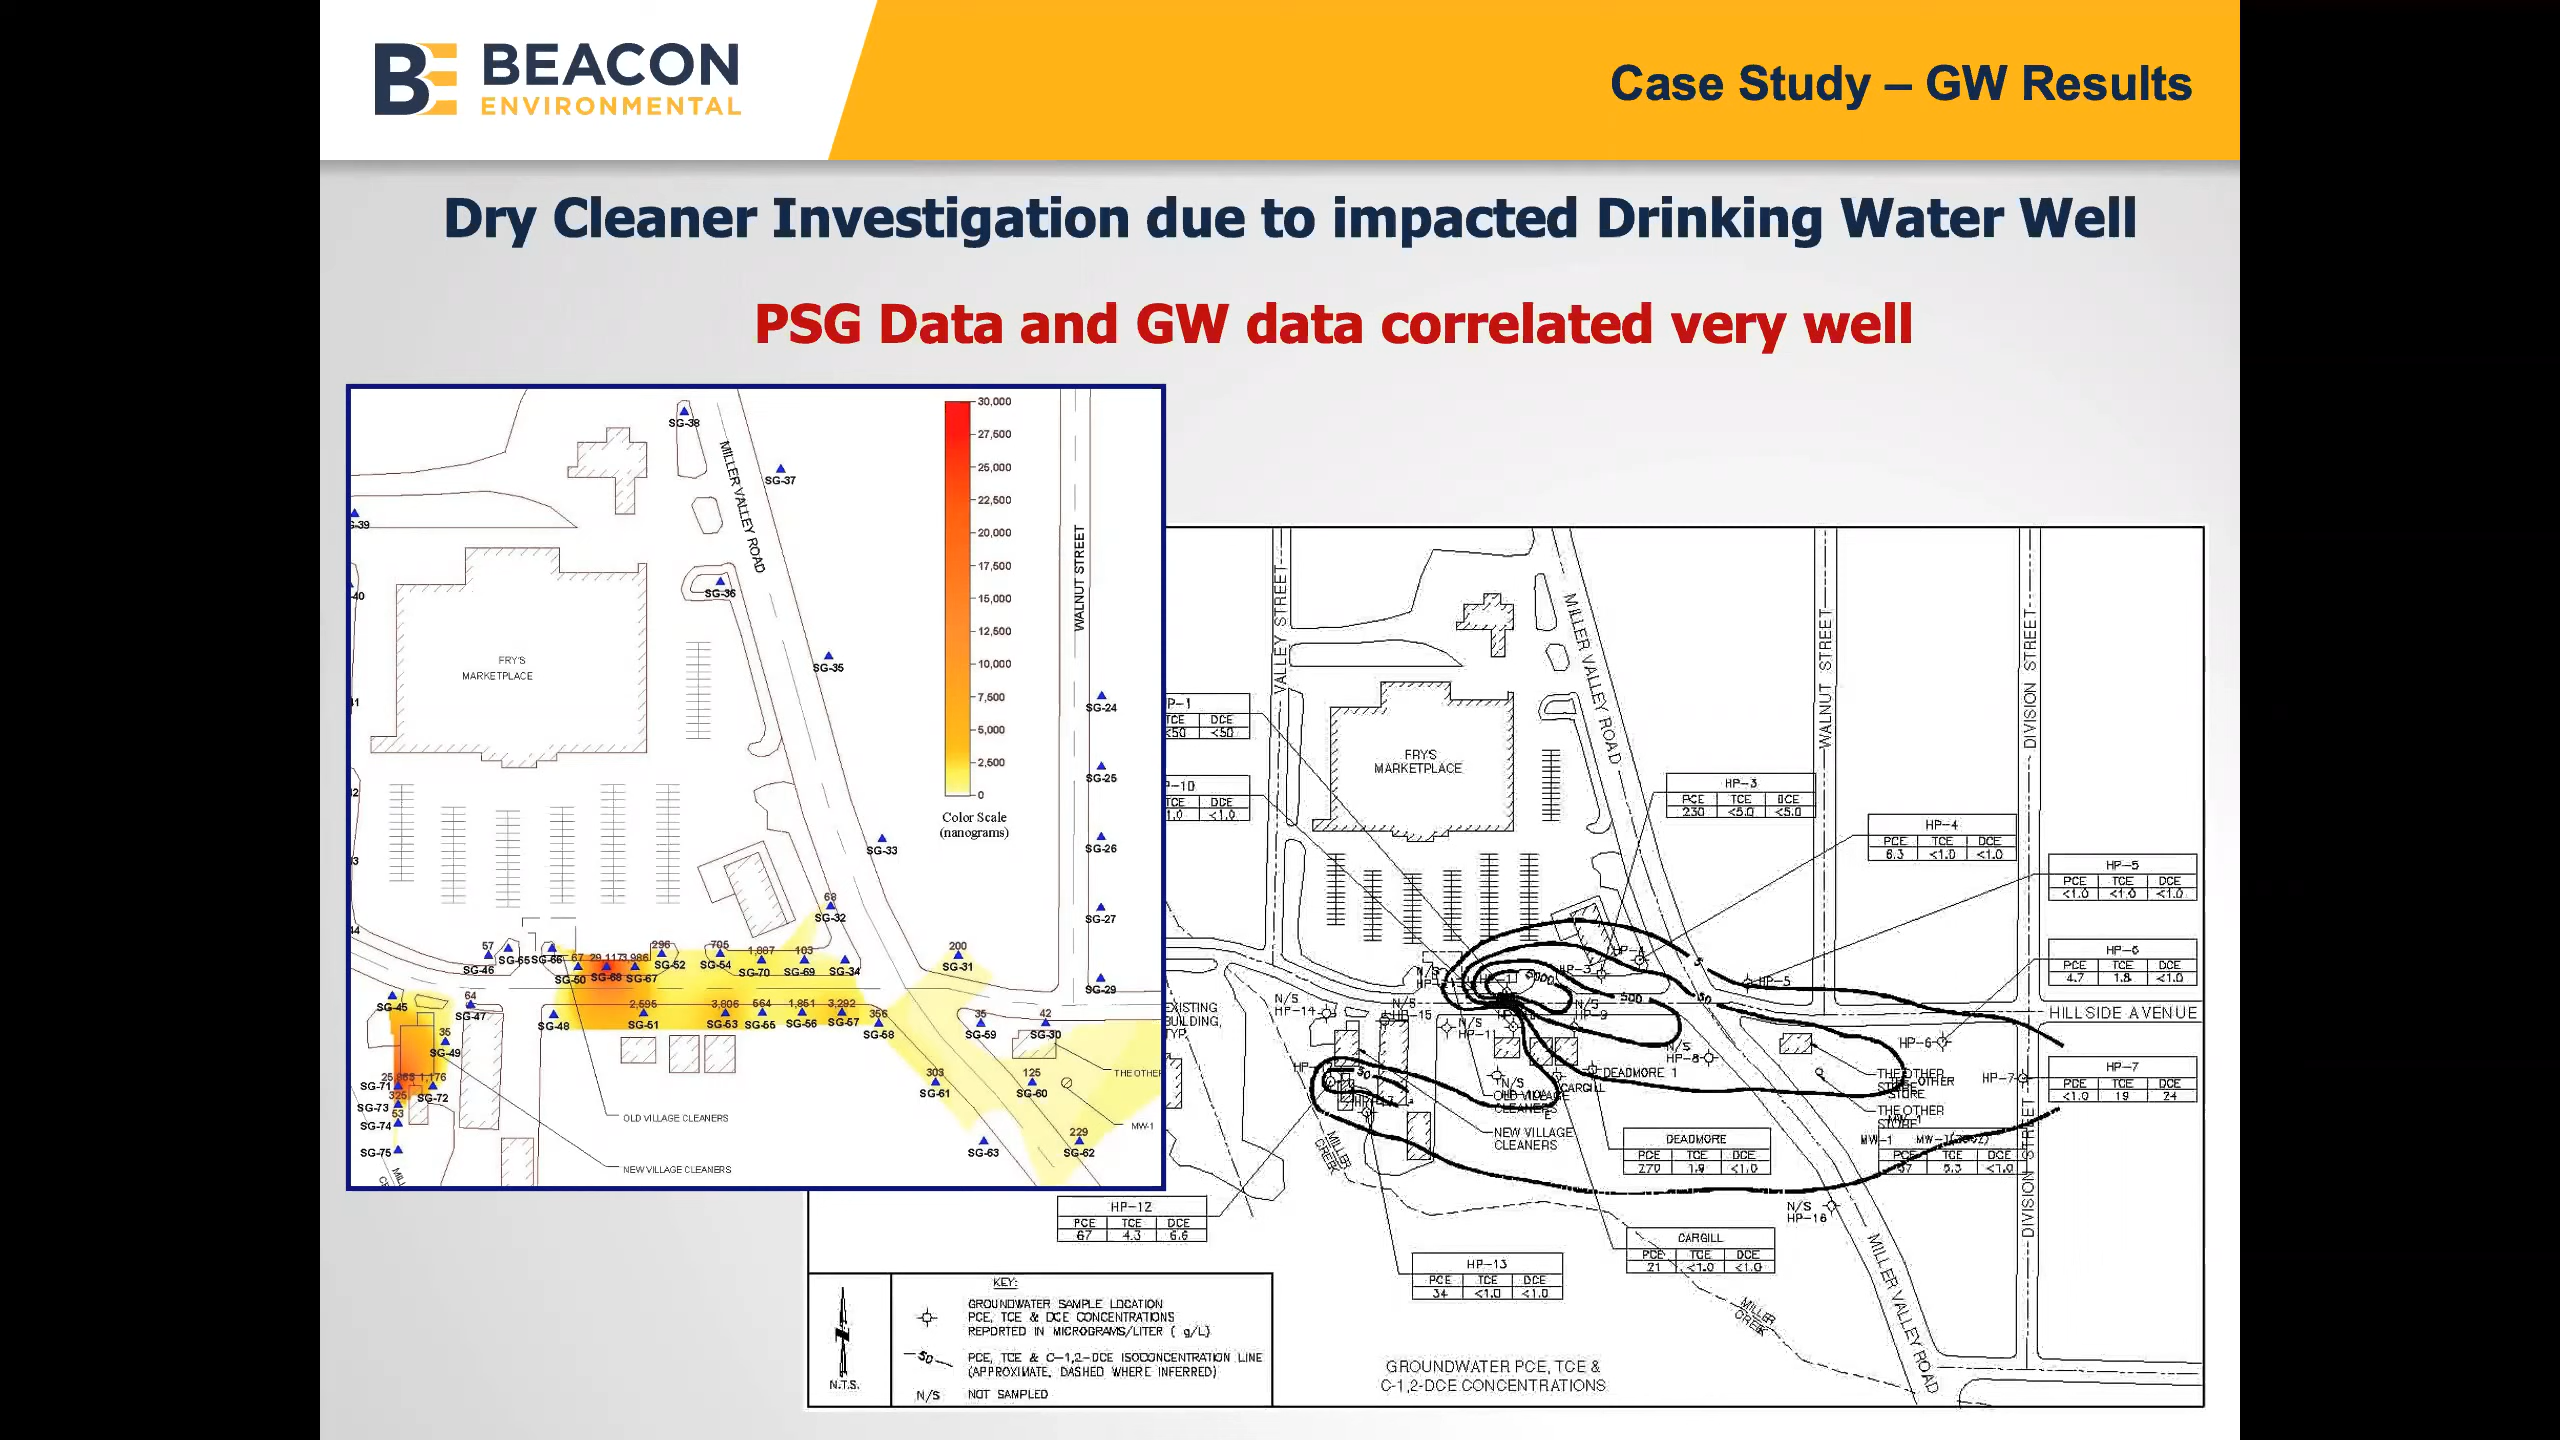 BEACON
ENVIRONMENTAL
Case Study – GW Results
Dry Cleaner Investigation due to impacted Drinking Water Well
PSG Data and GW data correlated very well
SG-38
SG-37
MILLER VALLEY ROAD
SG-36
WALNUT STREET
FRY'S
MARKETPLACE
SG-35
SG-24
SG-25
SG-33
SG-26
SG-27
68
SG-32
30,000
27,500
25,000
22,500
20,000
17,500
15,000
12,500
10,000
7,500
5,000
2,500
0
Color Scale
(nanograms)
57
SG-46
SG-65
SG-66
67
SG-50
29,117
SG-68
3,986
SG-67
296
SG-52
705
SG-54
SG-70
103
SG-69
SG-34
200
SG-31
SG-29
SG-45
64
SG-47
SG-48
2,595
SG-51
3,806
SG-53
664
SG-55
1,851
SG-56
3,292
SG-57
356
SG-58
35
SG-59
42
SG-30
35
SG-49
SG-71
1,176
SG-72
325
SG-73
53
SG-74
SG-75
303
SG-61
125
SG-60
THE OTHER
MW-1
SG-63
229
SG-62
OLD VILLAGE CLEANERS
NEW VILLAGE CLEANERS
VALLEY STREET
MILLER VALLEY ROAD
WALNUT STREET
DIVISION STREET
FRY'S
MARKETPLACE
P-1
TCE DCE
<50 <50
P-10
TCE DCE
1.0 <1.0
HP-3
PCE TCE DCE
230 <5.0 <5.0
HP-4
PCE TCE DCE
6.3 <1.0 <1.0
HP-5
PCE TCE DCE
<1.0 <1.0 <1.0
HP-6
PCE TCE DCE
4.7 1.8 <1.0
HILLSIDE AVENUE
HP-7
PCE TCE DCE
<1.0 19 24
EXISTING
BUILDING,
TYP.
N/S
HP-14
N/S
HP-15
N/S
HP-11
N/S
HP-9
HP-3
HP-4
HP-5
5000
500
50
5
N/S
HP-8
HP-6
HP-7
DEADMORE 1
CARGILL
OLD VILLAGE
CLEANERS
NEW VILLAGE
CLEANERS
THE OTHER
STORE
THE OTHER
STORE
MW-1
50
MILLER
CREEK
DEADMORE
PCE TCE DCE
270 1.9 <1.0
MW-1
PCE TCE DCE
5.3 <1.0
N/S
HP-16
DIVISION STREET
HP-12
PCE TCE DCE
67 4.3 6.6
HP-13
PCE TCE DCE
34 <1.0 <1.0
CARGILL
PCE TCE DCE
21 <1.0 <1.0
MILLER
CREEK
MILLER VALLEY ROAD
N.T.S.
KEY:
GROUNDWATER SAMPLE LOCATION
PCE, TCE & DCE CONCENTRATIONS
REPORTED IN MICROGRAMS/LITER ( g/L)
50
PCE, TCE & C-1,2-DCE ISOCONCENTRATION LINE
(APPROXIMATE, DASHED WHERE INFERRED)
N/S NOT SAMPLED
GROUNDWATER PCE, TCE &
C-1,2-DCE CONCENTRATIONS